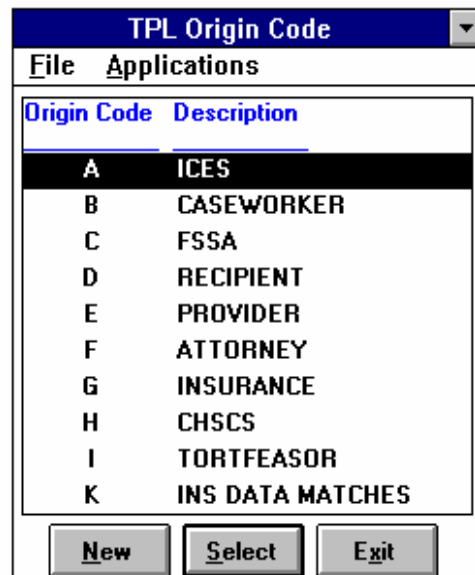 TPL Origin Code
File Applications
Origin Code Description
A ICES
B CASEWORKER
C FSSA
D RECIPIENT
E PROVIDER
F ATTORNEY
G INSURANCE
H CHSCS
I TORTFEASOR
K INS DATA MATCHES
New Select Exit